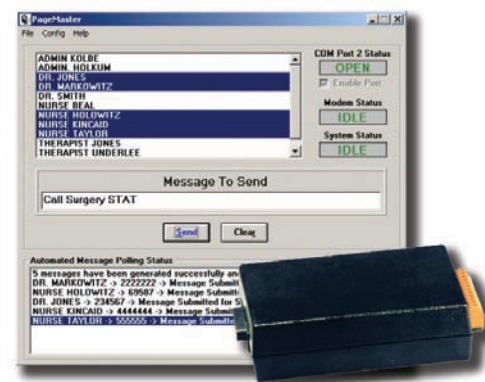 PageMaster
File Config Help
ADMIN KOLBE
ADMIN. HOLKUM
DR. JONES
DR. MARKOWITZ
DR. SMITH
NURSE BEAL
NURSE HOLOWITZ
NURSE KINCAID
NURSE TAYLOR
THERAPIST JONES
THERAPIST UNDERLEE
COM Port 2 Status
OPEN
Enable Port
Modem Status
IDLE
System Status
IDLE
Message To Send
Call Surgery STAT
Send Clear
Automated Message Polling Status
5 messages have been generated successfully and
DR. MARKOWITZ -> 2222222 -> Message Submitt
NURSE HOLOWITZ -> 69587 -> Message Submitt
DR. JONES -> 234567 -> Message Submitted for S
NURSE KINCAID -> 4444444 -> Message Submitt
NURSE TAYLOR -> 555555 -> Message Submitte